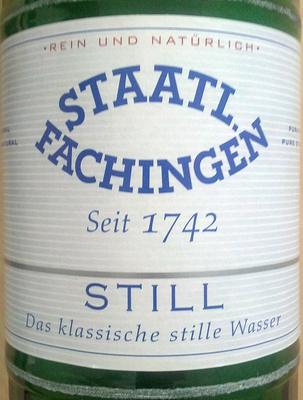 • REIN UND NATÜRLICH •
STAATL.
FACHINGEN
Seit 1742
STILL
Das klassische stille Wasser